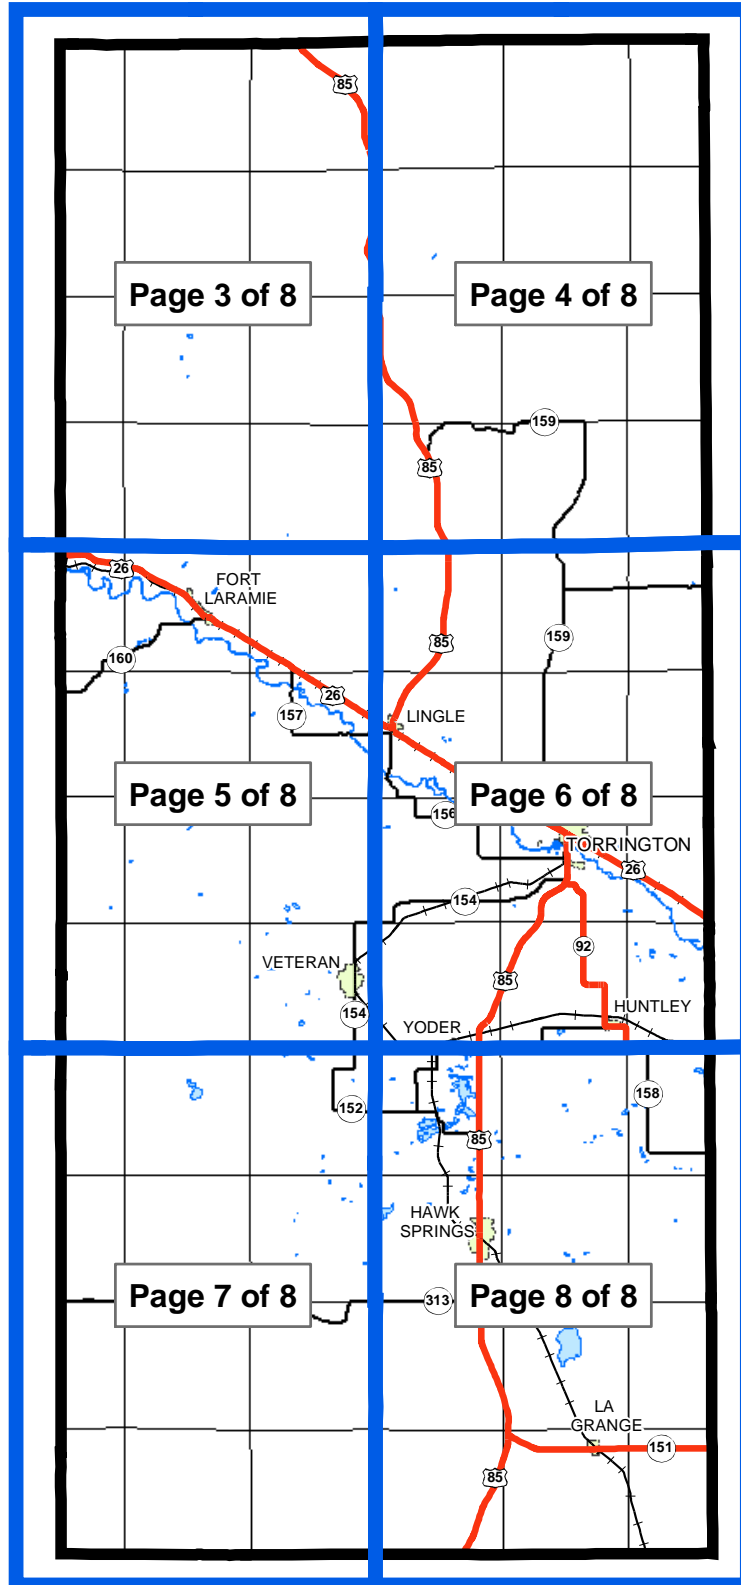 85
Page 3 of 8
Page 4 of 8
159
85
26
FORT
LARAMIE
159
85
160
26
157
LINGLE
Page 5 of 8
Page 6 of 8
156
TORRINGTON
26
154
92
VETERAN
85
HUNTLEY
154
YODER
158
152
85
HAWK
SPRINGS
Page 7 of 8
313
Page 8 of 8
LA
GRANGE
151
85